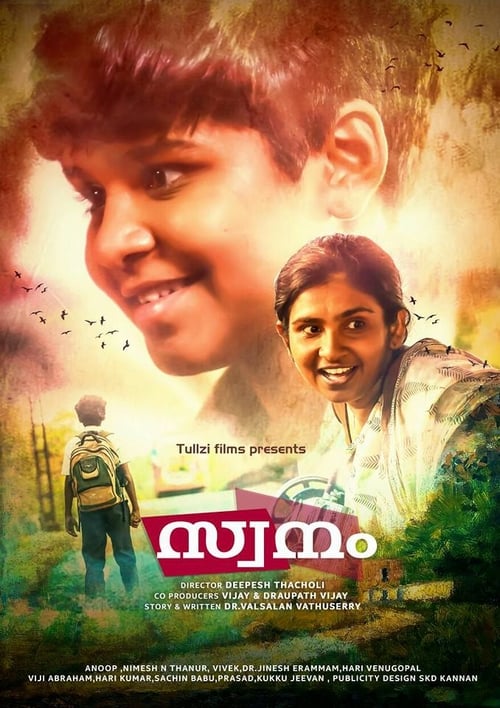 Tullzi films presents
സ്വനം
DIRECTOR DEEPESH THACHOLI
CO PRODUCERS VIJAY & DRAUPATH VIJAY
STORY & WRITTEN DR.VALSALAN VATHUSERRY
ANOOP ,NIMESH N THANUR, VIVEK,DR.JINESH ERAMMAM,HARI VENUGOPAL
VIJI ABRAHAM,HARI KUMAR,SACHIN BABU,PRASAD,KUKKU JEEVAN , PUBLICITY DESIGN SKD KANNAN